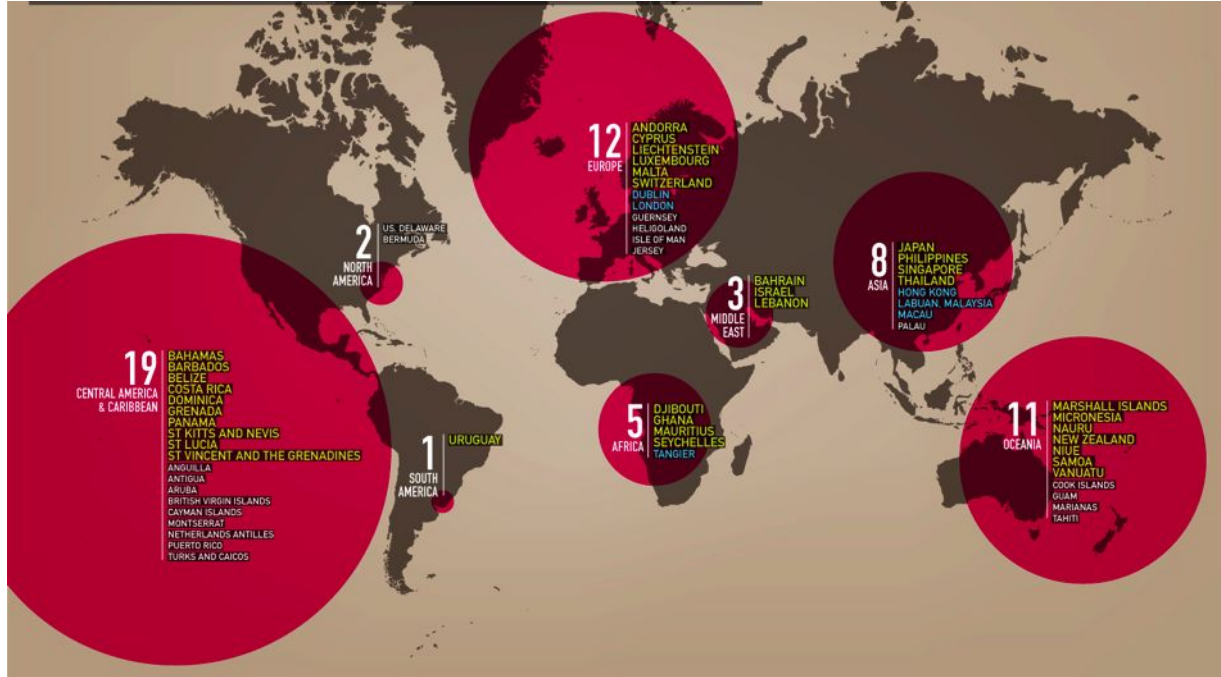 12
EUROPE
ANDORRA
CYPRUS
LIECHTENSTEIN
LUXEMBOURG
MALTA
SWITZERLAND
DUBLIN
LONDON
GUERNSEY
HELIGOLAND
ISLE OF MAN
JERSEY
2
NORTH
AMERICA
US. DELAWARE
BERMUDA
8
ASIA
JAPAN
PHILIPPINES
SINGAPORE
THAILAND
HONG KONG
LABUAN, MALAYSIA
MACAU
PALAU
3
MIDDLE
EAST
BAHRAIN
ISRAEL
LEBANON
19
CENTRAL AMERICA
& CARIBBEAN
BAHAMAS
BARBADOS
BELIZE
COSTA RICA
DOMINICA
GRENADA
PANAMA
ST KITTS AND NEVIS
ST LUCIA
ST VINCENT AND THE GRENADINES
ANGUILLA
ANTIGUA
ARUBA
BRITISH VIRGIN ISLANDS
CAYMAN ISLANDS
MONTSERRAT
NETHERLANDS ANTILLES
PUERTO RICO
TURKS AND CAICOS
1
SOUTH
AMERICA
URUGUAY
5
AFRICA
DJIBOUTI
GHANA
MAURITIUS
SEYCHELLES
TANGIER
11
OCEANIA
MARSHALL ISLANDS
MICRONESIA
NAURU
NEW ZEALAND
NIUE
SAMOA
VANUATU
COOK ISLANDS
GUAM
MARIANAS
TAHITI